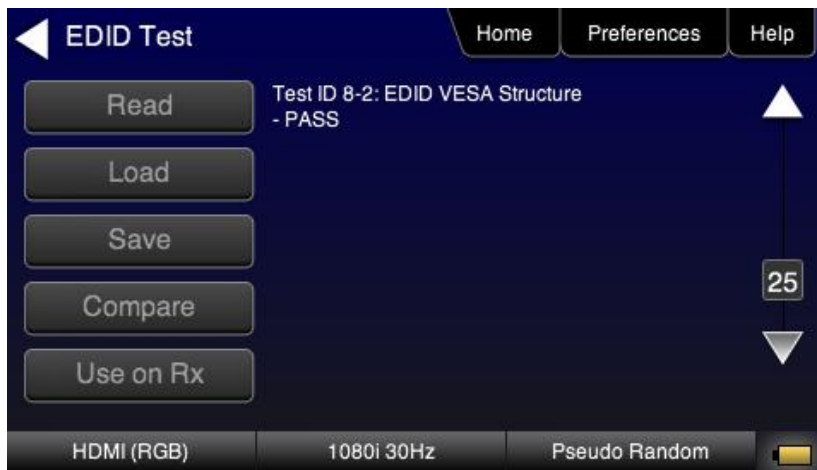 EDID Test
Home
Preferences
Help
Read
Load
Save
Compare
Use on Rx
Test ID 8-2: EDID VESA Structure
- PASS
25
HDMI (RGB)
1080i 30Hz
Pseudo Random